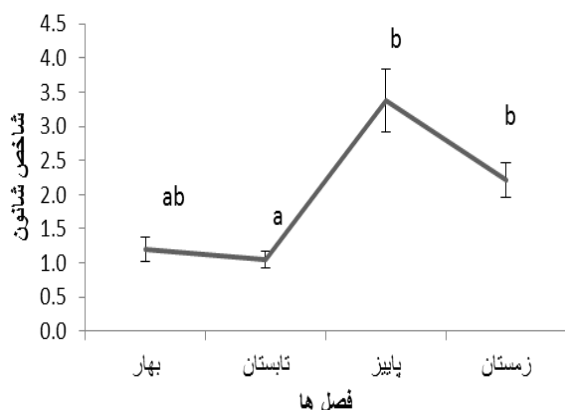 4.5
4.0
3.5
3.0
2.5
2.0
1.5
1.0
0.5
0.0
شاخص شانون
ab
a
b
b
بهار
تابستان
پاییز
زمستان
فصل ها